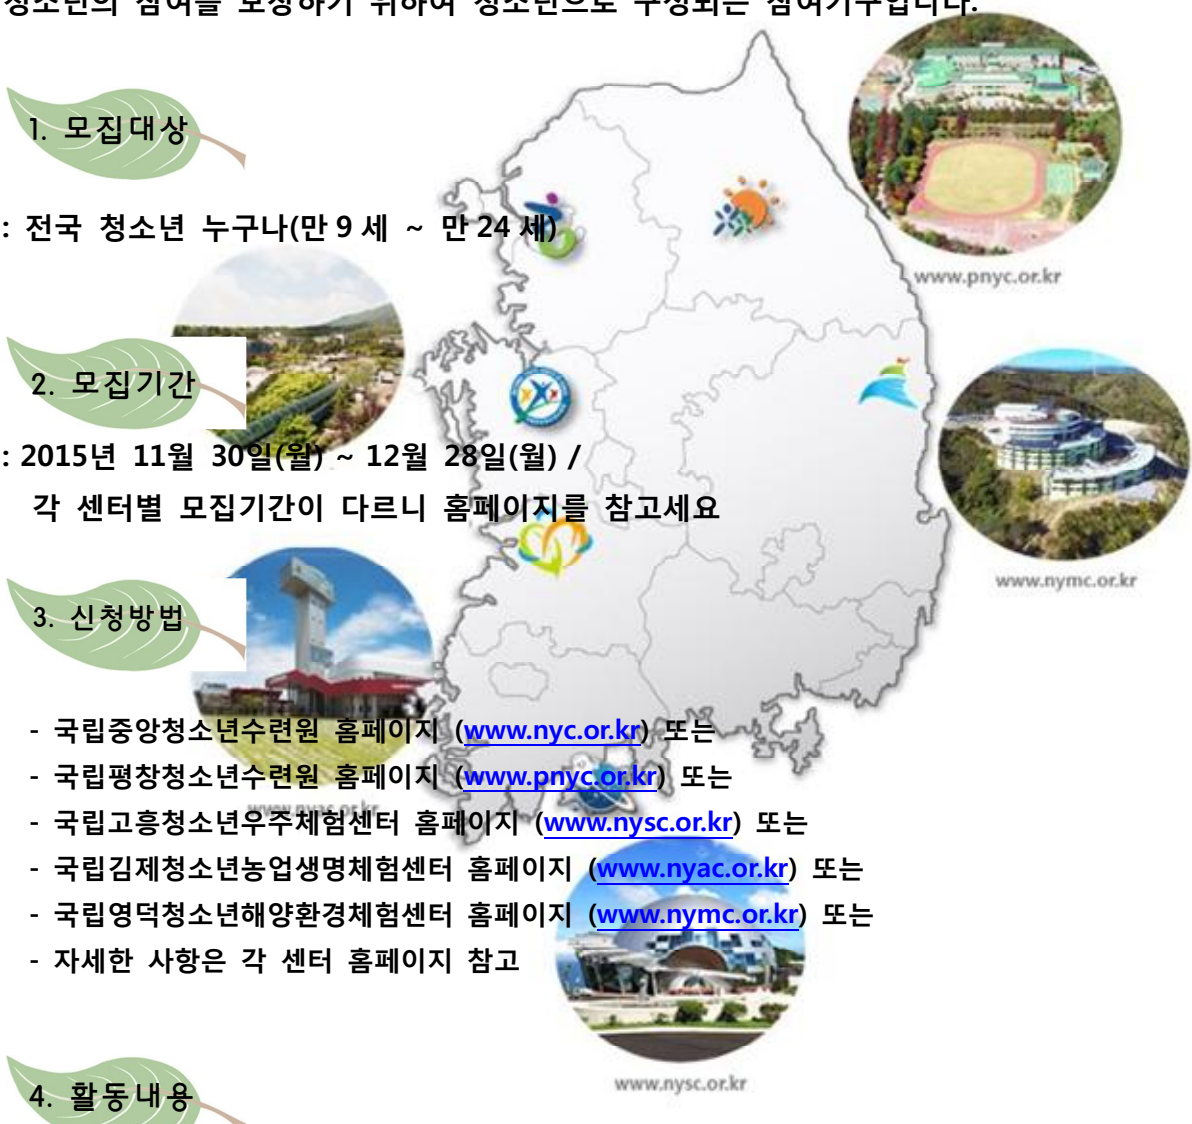 청소년의 참여를 보장하기 위하여 청소년으로 구성되는 참여기구입니다.
1. 모집대상
: 전국 청소년 누구나(만 9 세 ~ 만 24 세)
www.pnyc.or.kr
2. 모집기간
: 2015년 11월 30일(월) ~ 12월 28일(월) /
각 센터별 모집기간이 다르니 홈페이지를 참고세요
www.nymc.or.kr
3. 신청방법
- 국립중앙청소년수련원 홈페이지 (www.nyc.or.kr) 또는
- 국립평창청소년수련원 홈페이지 (www.pnyc.or.kr) 또는
www.nyac.or.kr
- 국립고흥청소년우주체험센터 홈페이지 (www.nysc.or.kr) 또는
- 국립김제청소년농업생명체험센터 홈페이지 (www.nyac.or.kr) 또는
- 국립영덕청소년해양환경체험센터 홈페이지 (www.nymc.or.kr) 또는
- 자세한 사항은 각 센터 홈페이지 참고
www.nysc.or.kr
4. 활동내용